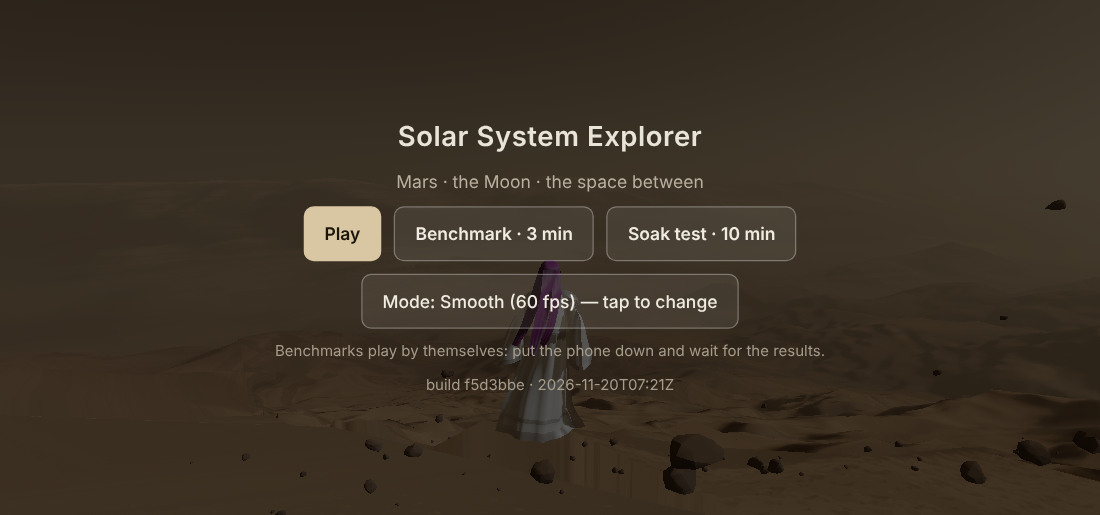 Solar System Explorer
Mars · the Moon · the space between
Play
Benchmark · 3 min
Soak test · 10 min
Mode: Smooth (60 fps) — tap to change
Benchmarks play by themselves: put the phone down and wait for the results.
build f5d3bbe · 2026-11-20T07:21Z